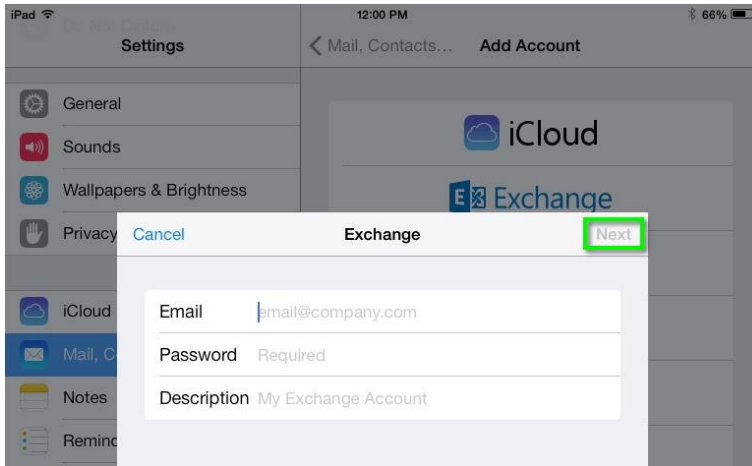 iPad 12:00 PM 66%
Settings
Mail, Contacts... Add Account
General
Sounds
Wallpapers & Brightness
Privacy
iCloud
Mail, C
Notes
Reminc
iCloud
E Exchange
Cancel Exchange Next
Email email@company.com
Password Required
Description My Exchange Account